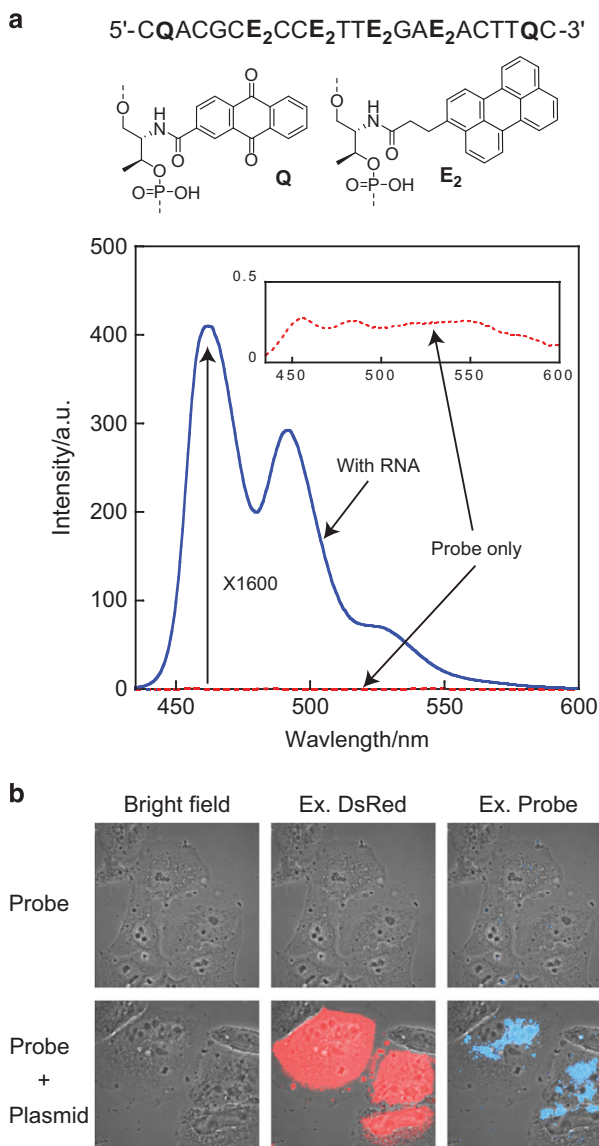 a
5'-CQACGCE₂CCE₂TTE₂GAE₂ACTTQC-3'
O
O
H
N
O
O
O=P-OH
O
O
Q
O
H
N
O
O
O=P-OH
E₂
500
400
300
200
100
0
Intensity/a.u.
0.5
0
450 500 550 600
With RNA
Probe only
X1600
450 500 550 600
Wavlength/nm
b
Bright field Ex. DsRed Ex. Probe
Probe
Probe
+
Plasmid